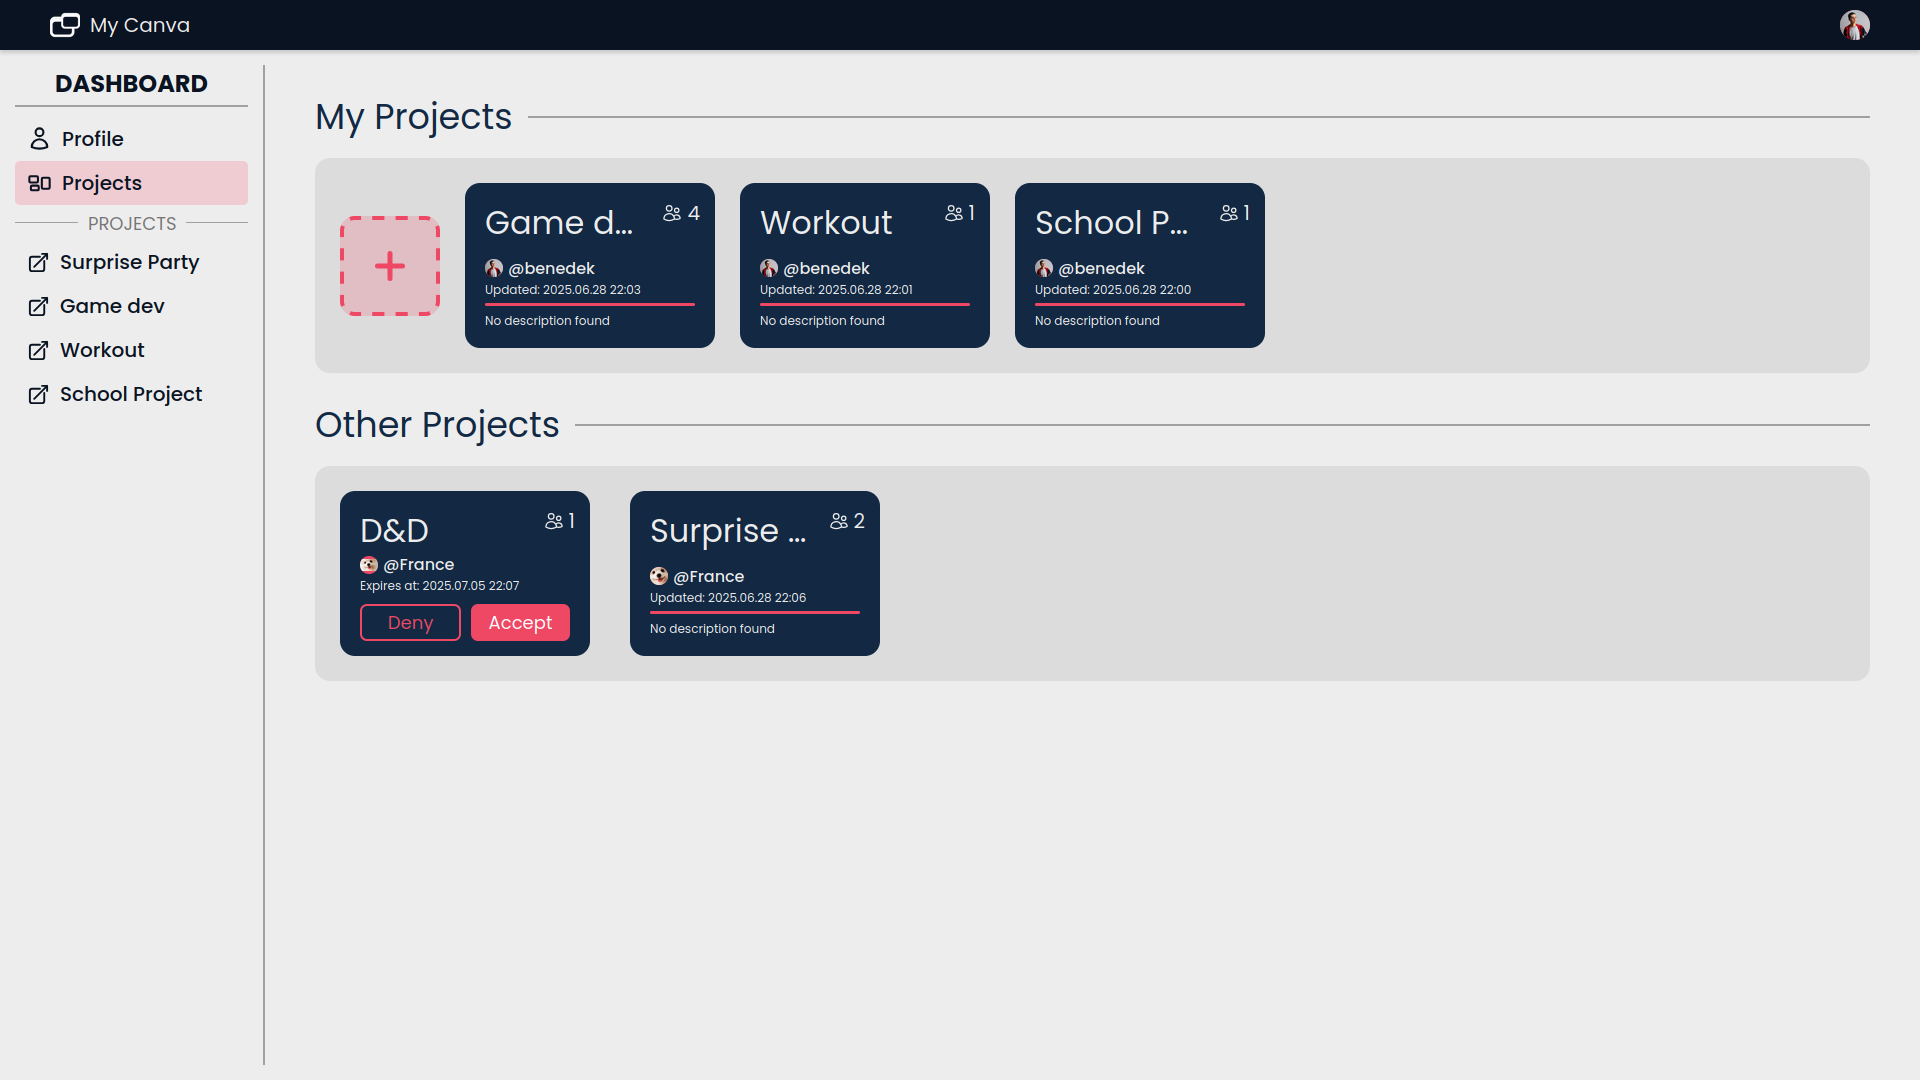 My Canva
DASHBOARD
Profile
Projects
PROJECTS
Surprise Party
Game dev
Workout
School Project
My Projects
Game d...
4
@benedek
Updated: 2025.06.28 22:03
No description found
Workout
1
@benedek
Updated: 2025.06.28 22:01
No description found
School P...
1
@benedek
Updated: 2025.06.28 22:00
No description found
Other Projects
D&D
1
@France
Expires at: 2025.07.05 22:07
Deny
Accept
Surprise ...
2
@France
Updated: 2025.06.28 22:06
No description found